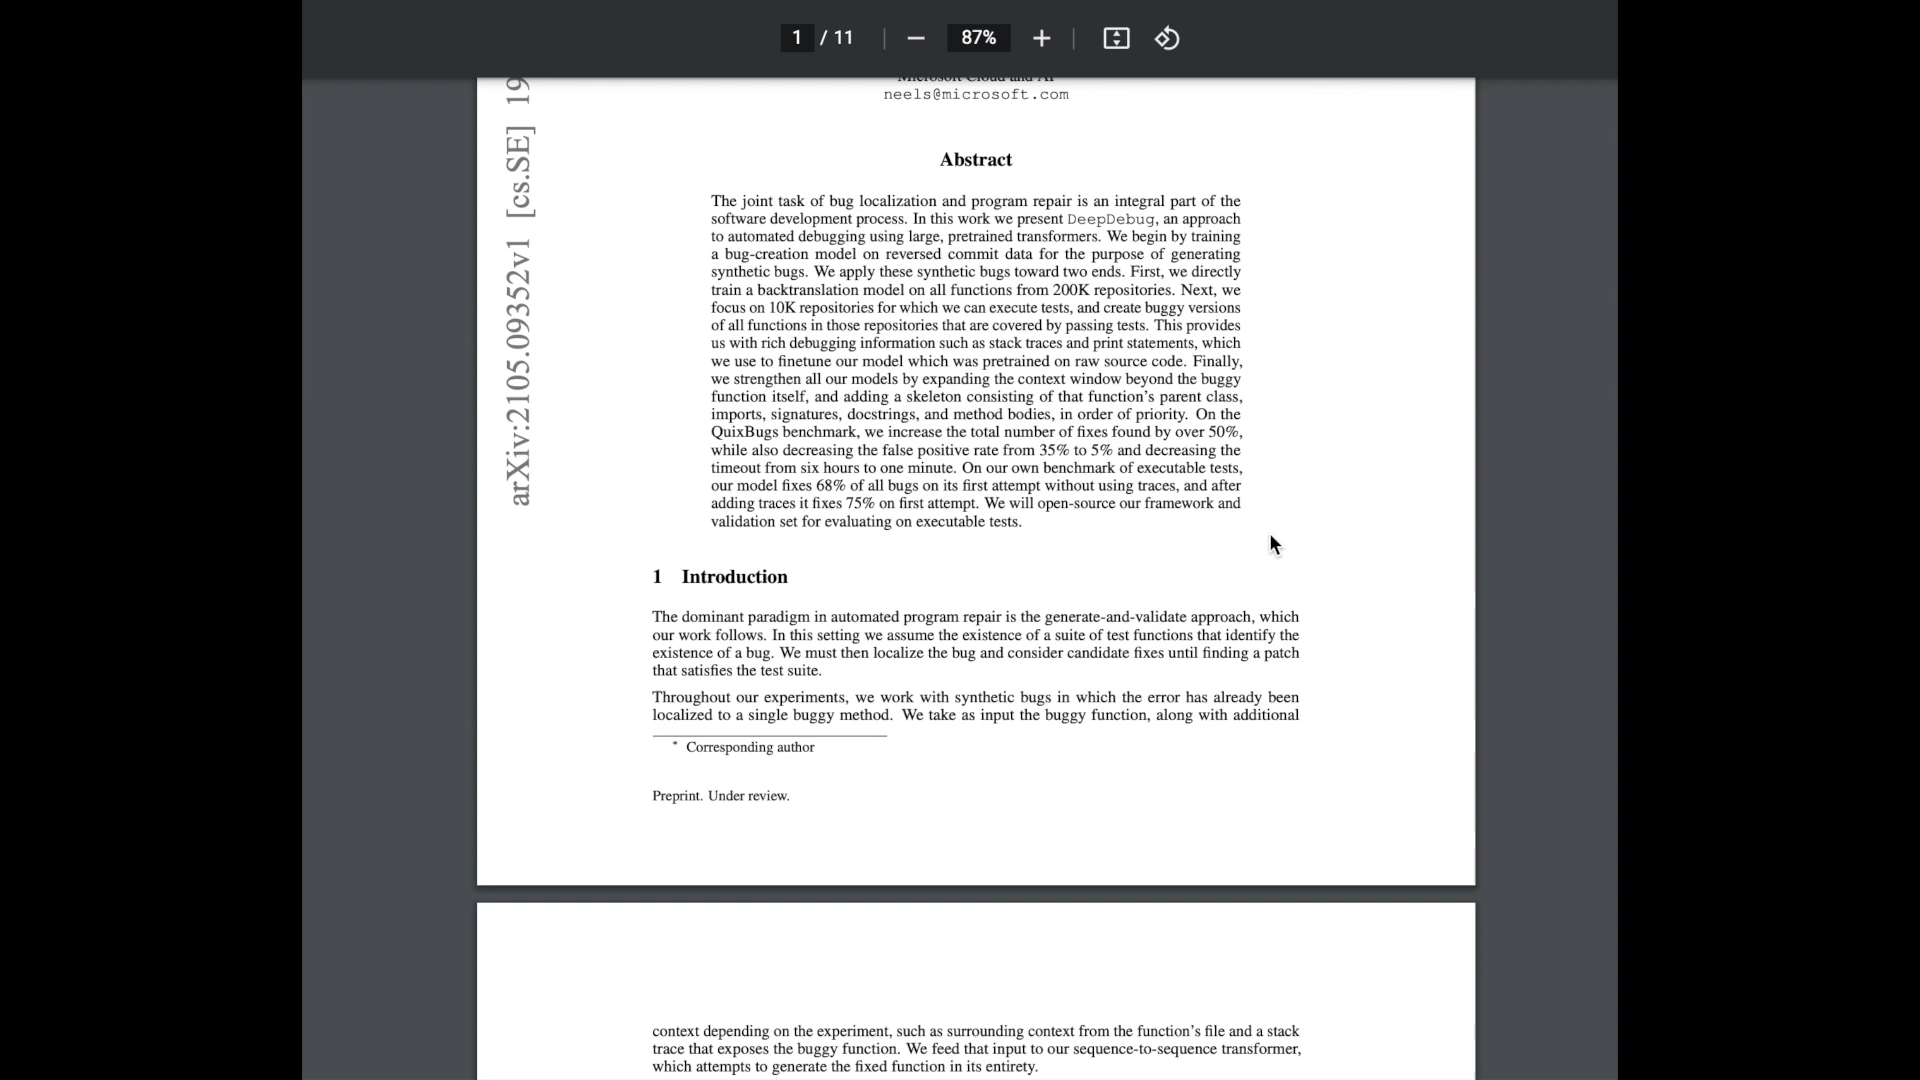 1 / 11 87%
Microsoft Cloud and AI
neels@microsoft.com
arXiv:2105.09352v1 [cs.SE] 19
Abstract
The joint task of bug localization and program repair is an integral part of the
software development process. In this work we present DeepDebug, an approach
to automated debugging using large, pretrained transformers. We begin by training
a bug-creation model on reversed commit data for the purpose of generating
synthetic bugs. We apply these synthetic bugs toward two ends. First, we directly
train a backtranslation model on all functions from 200K repositories. Next, we
focus on 10K repositories for which we can execute tests, and create buggy versions
of all functions in those repositories that are covered by passing tests. This provides
us with rich debugging information such as stack traces and print statements, which
we use to finetune our model which was pretrained on raw source code. Finally,
we strengthen all our models by expanding the context window beyond the buggy
function itself, and adding a skeleton consisting of that function's parent class,
imports, signatures, docstrings, and method bodies, in order of priority. On the
QuixBugs benchmark, we increase the total number of fixes found by over 50%,
while also decreasing the false positive rate from 35% to 5% and decreasing the
timeout from six hours to one minute. On our own benchmark of executable tests,
our model fixes 68% of all bugs on its first attempt without using traces, and after
adding traces it fixes 75% on first attempt. We will open-source our framework and
validation set for evaluating on executable tests.
1 Introduction
The dominant paradigm in automated program repair is the generate-and-validate approach, which
our work follows. In this setting we assume the existence of a suite of test functions that identify the
existence of a bug. We must then localize the bug and consider candidate fixes until finding a patch
that satisfies the test suite.
Throughout our experiments, we work with synthetic bugs in which the error has already been
localized to a single buggy method. We take as input the buggy function, along with additional
* Corresponding author
Preprint. Under review.
context depending on the experiment, such as surrounding context from the function's file and a stack
trace that exposes the buggy function. We feed that input to our sequence-to-sequence transformer,
which attempts to generate the fixed function in its entirety.